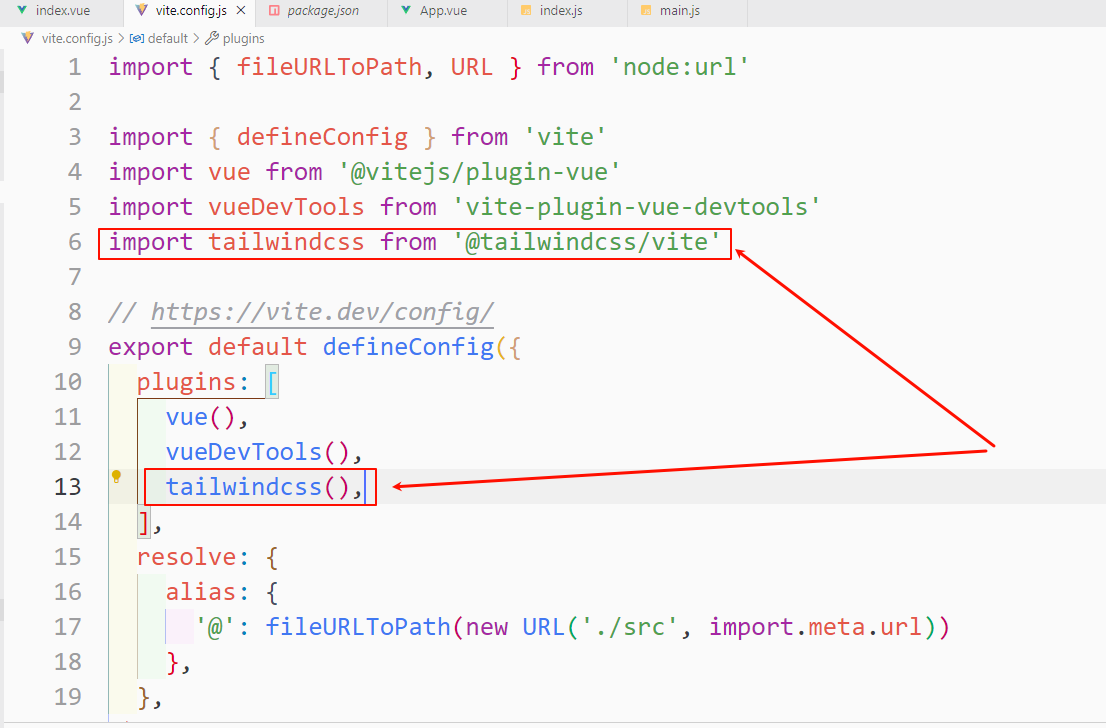 index.vue vite.config.js package.json App.vue index.js main.js
vite.config.js > default > plugins
1 import { fileURLToPath, URL } from 'node:url'
2
3 import { defineConfig } from 'vite'
4 import vue from '@vitejs/plugin-vue'
5 import vueDevTools from 'vite-plugin-vue-devtools'
6 import tailwindcss from '@tailwindcss/vite'
7
8 // https://vite.dev/config/
9 export default defineConfig({
10 plugins: [
11 vue(),
12 vueDevTools(),
13 tailwindcss(),
14 ],
15 resolve: {
16 alias: {
17 '@': fileURLToPath(new URL('./src', import.meta.url))
18 },
19 },